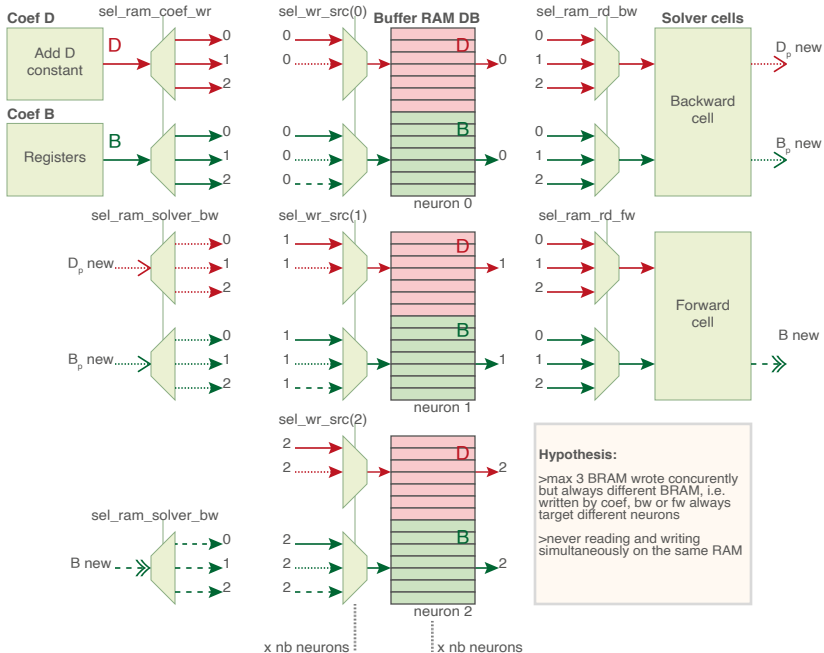 Coef D
sel_ram_coef_wr
sel_wr_src(0)
Buffer RAM DB
sel_ram_rd_bw
Solver cells
Add D
constant
D
0
1
2
0
0
D
0
0
1
2
Backward
cell
Dp new
Coef B
Registers
B
0
1
2
0
0
0
B
0
0
1
2
Bp new
neuron 0
sel_ram_solver_bw
sel_wr_src(1)
sel_ram_rd_fw
Dp new
0
1
2
1
1
D
1
0
1
2
Forward
cell
Bp new
0
1
2
1
1
1
B
1
0
1
2
B new
neuron 1
sel_wr_src(2)
2
2
D
2
sel_ram_solver_bw
B new
0
1
2
2
2
2
B
2
neuron 2
Hypothesis:
>max 3 BRAM wrote concurently
but always different BRAM, i.e.
written by coef, bw or fw always
target different neurons
>never reading and writing
simultaneously on the same RAM
x nb neurons
x nb neurons